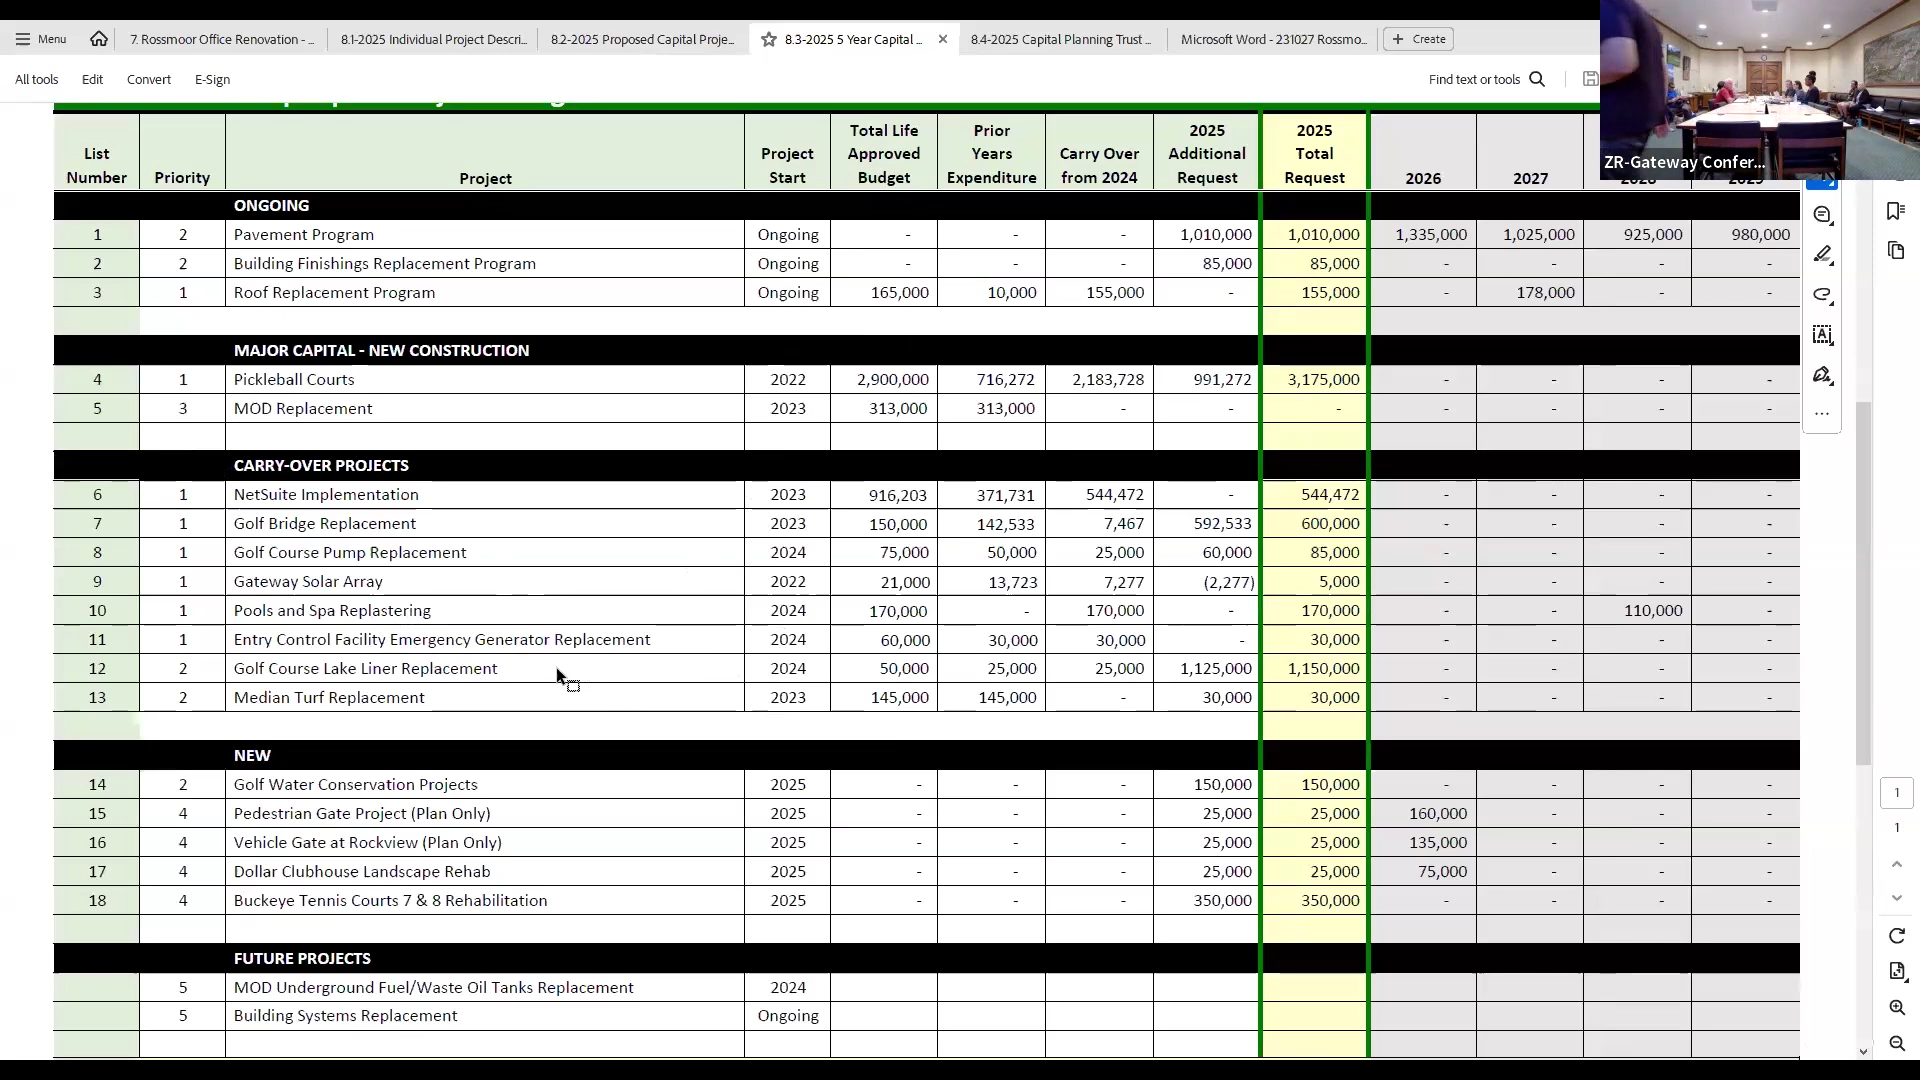 Menu
7. Rossmoor Office Renovation - ...
8.1-2025 Individual Project Descri...
8.2-2025 Proposed Capital Proje...
8.3-2025 5 Year Capital ...
8.4-2025 Capital Planning Trust ...
Microsoft Word - 231027 Rossmo...
Create
All tools Edit Convert E-Sign
Find text or tools
ZR-Gateway Confer...
List Number Priority Project Project Start Total Life Approved Budget Prior Years Expenditure Carry Over from 2024 2025 Additional Request 2025 Total Request 2026 2027
ONGOING
1 2 Pavement Program Ongoing - - - 1,010,000 1,010,000 1,335,000 1,025,000 925,000 980,000
2 2 Building Finishings Replacement Program Ongoing - - - 85,000 85,000 - - - -
3 1 Roof Replacement Program Ongoing 165,000 10,000 155,000 - 155,000 - 178,000 - -
MAJOR CAPITAL - NEW CONSTRUCTION
4 1 Pickleball Courts 2022 2,900,000 716,272 2,183,728 991,272 3,175,000 - - - -
5 3 MOD Replacement 2023 313,000 313,000 - - - - - - -
CARRY-OVER PROJECTS
6 1 NetSuite Implementation 2023 916,203 371,731 544,472 - 544,472 - - - -
7 1 Golf Bridge Replacement 2023 150,000 142,533 7,467 592,533 600,000 - - - -
8 1 Golf Course Pump Replacement 2024 75,000 50,000 25,000 60,000 85,000 - - - -
9 1 Gateway Solar Array 2022 21,000 13,723 7,277 (2,277) 5,000 - - - -
10 1 Pools and Spa Replastering 2024 170,000 - 170,000 - 170,000 - - 110,000 -
11 1 Entry Control Facility Emergency Generator Replacement 2024 60,000 30,000 30,000 - 30,000 - - - -
12 2 Golf Course Lake Liner Replacement 2024 50,000 25,000 25,000 1,125,000 1,150,000 - - - -
13 2 Median Turf Replacement 2023 145,000 145,000 - 30,000 30,000 - - - -
NEW
14 2 Golf Water Conservation Projects 2025 - - - 150,000 150,000 - - - -
15 4 Pedestrian Gate Project (Plan Only) 2025 - - - 25,000 25,000 160,000 - - -
16 4 Vehicle Gate at Rockview (Plan Only) 2025 - - - 25,000 25,000 135,000 - - -
17 4 Dollar Clubhouse Landscape Rehab 2025 - - - 25,000 25,000 75,000 - - -
18 4 Buckeye Tennis Courts 7 & 8 Rehabilitation 2025 - - - 350,000 350,000 - - - -
FUTURE PROJECTS
5 MOD Underground Fuel/Waste Oil Tanks Replacement 2024
5 Building Systems Replacement Ongoing
1
1